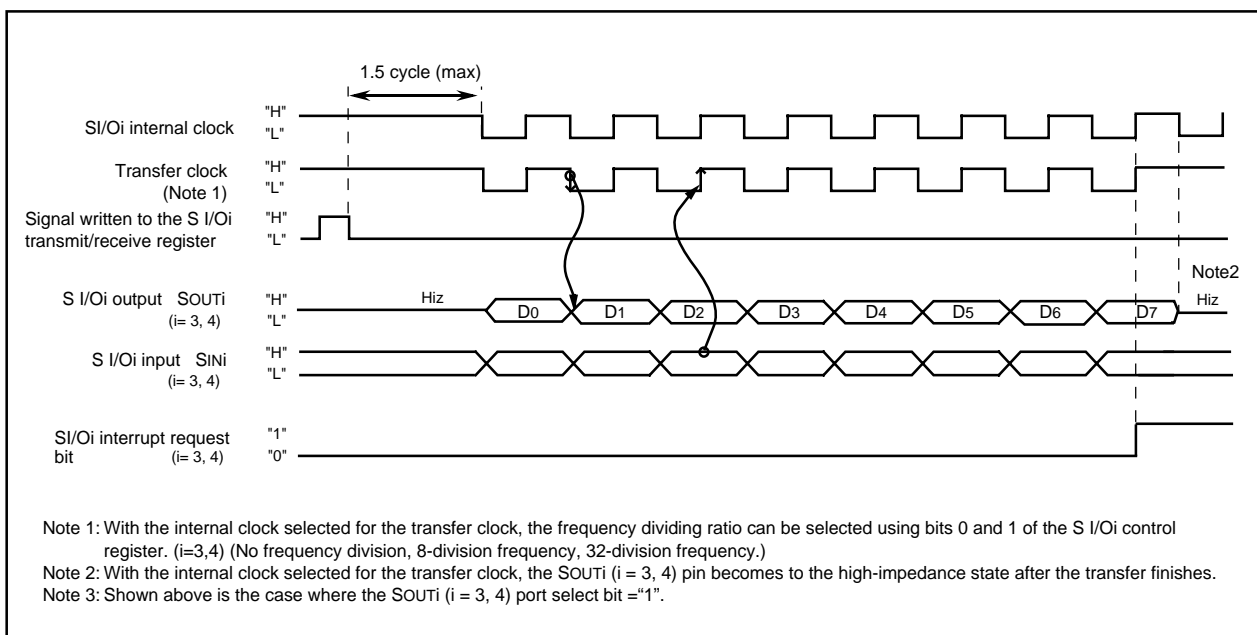 1.5 cycle (max)
SI/Oi internal clock
"H"
"L"
Transfer clock
(Note 1)
"H"
"L"
Signal written to the S I/Oi
transmit/receive register
"H"
"L"
Note2
S I/Oi output SOUTi
(i= 3, 4)
"H"
"L"
Hiz
D0
D1
D2
D3
D4
D5
D6
D7
Hiz
S I/Oi input SINi
(i= 3, 4)
"H"
"L"
SI/Oi interrupt request
bit (i= 3, 4)
"1"
"0"
Note 1: With the internal clock selected for the transfer clock, the frequency dividing ratio can be selected using bits 0 and 1 of the S I/Oi control
register. (i=3,4) (No frequency division, 8-division frequency, 32-division frequency.)
Note 2: With the internal clock selected for the transfer clock, the SOUTi (i = 3, 4) pin becomes to the high-impedance state after the transfer finishes.
Note 3: Shown above is the case where the SOUTi (i = 3, 4) port select bit =“1”.